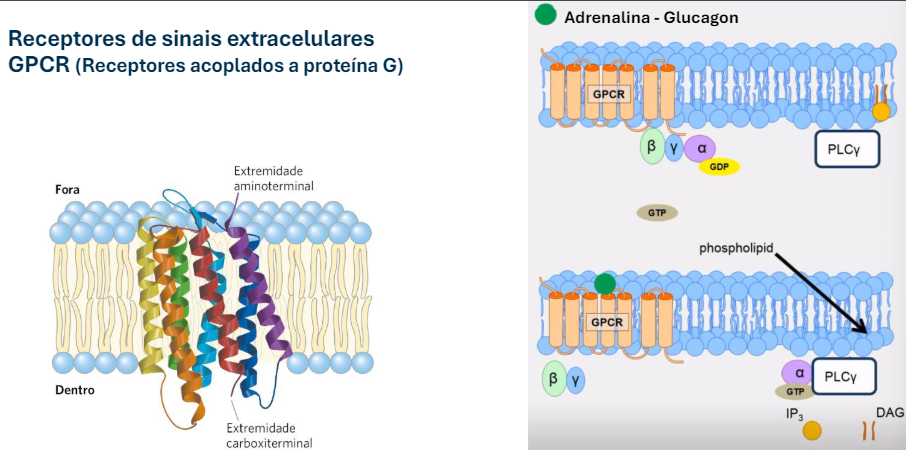 Receptores de sinais extracelulares
GPCR (Receptores acoplados a proteína G)
Extremidade
aminoterminal
Fora
Dentro
Extremidade
carboxiterminal
Adrenalina - Glucagon
GPCR
β γ α
GDP
PLCγ
GTP
phospholipid
GPCR
β γ
α
GTP
PLCγ
IP3
DAG